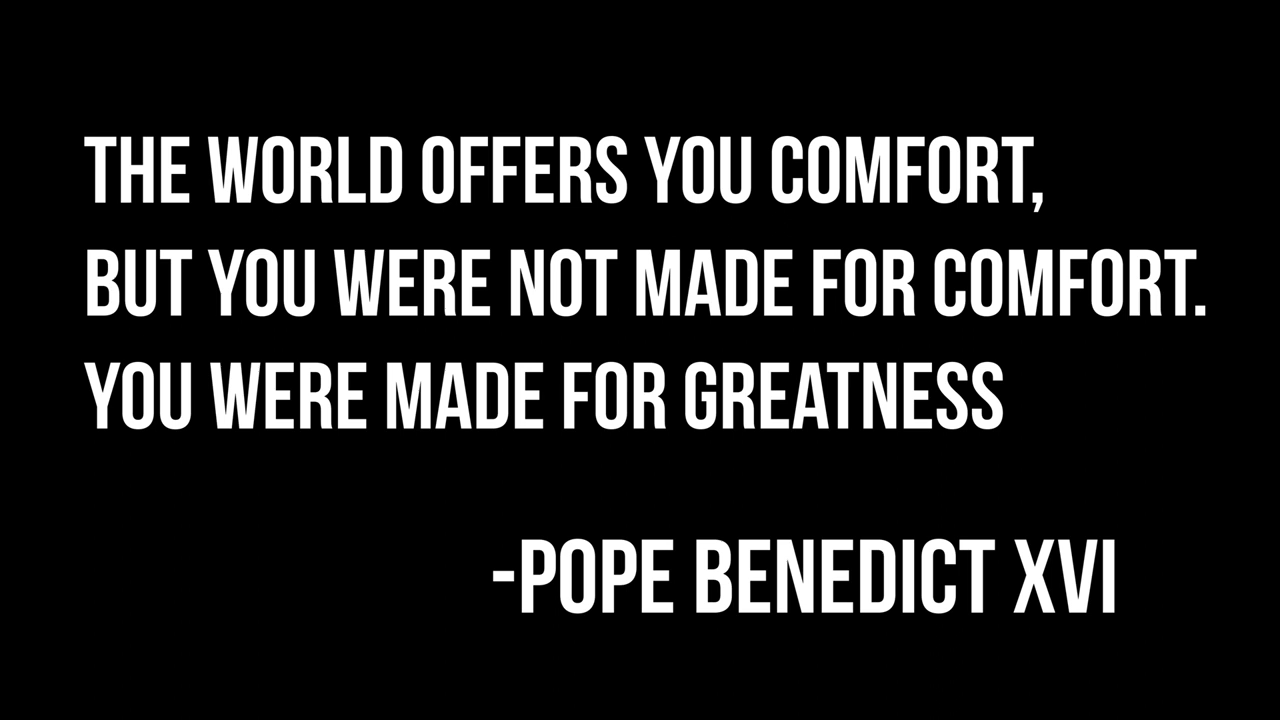 THE WORLD OFFERS YOU COMFORT,
BUT YOU WERE NOT MADE FOR COMFORT.
YOU WERE MADE FOR GREATNESS
-POPE BENEDICT XVI